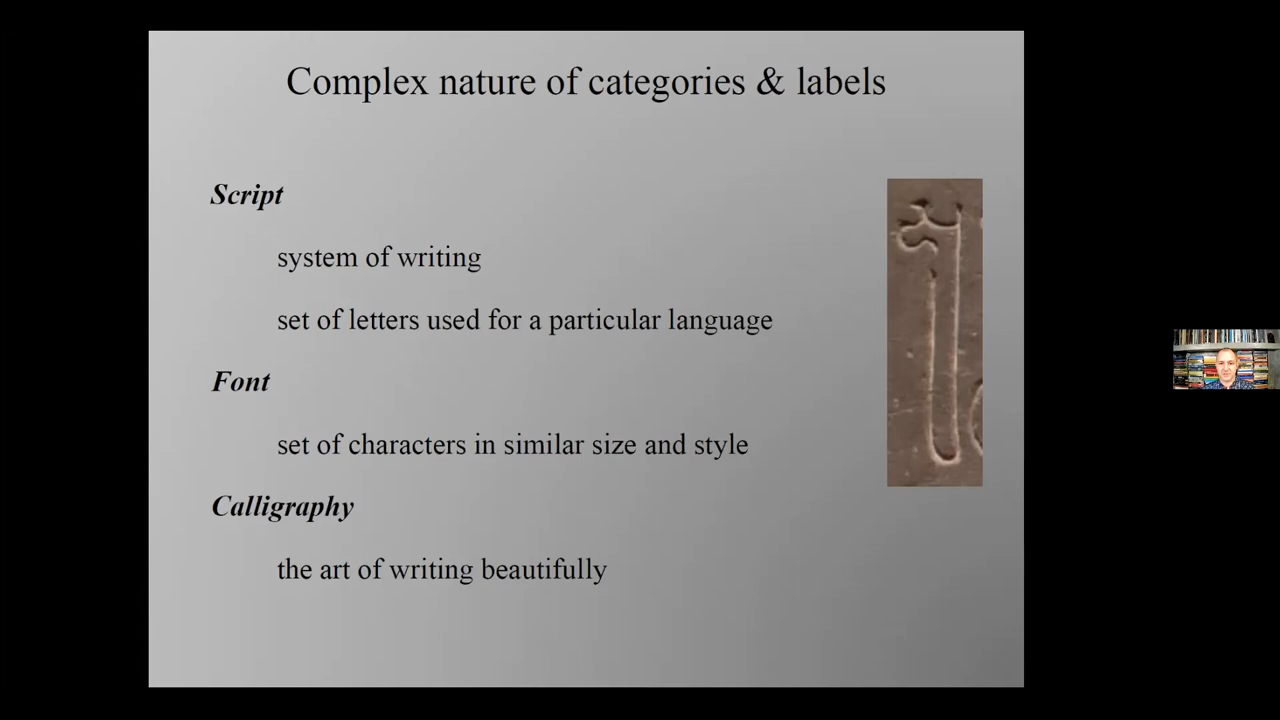 Complex nature of categories & labels
Script
system of writing
set of letters used for a particular language
Font
set of characters in similar size and style
Calligraphy
the art of writing beautifully